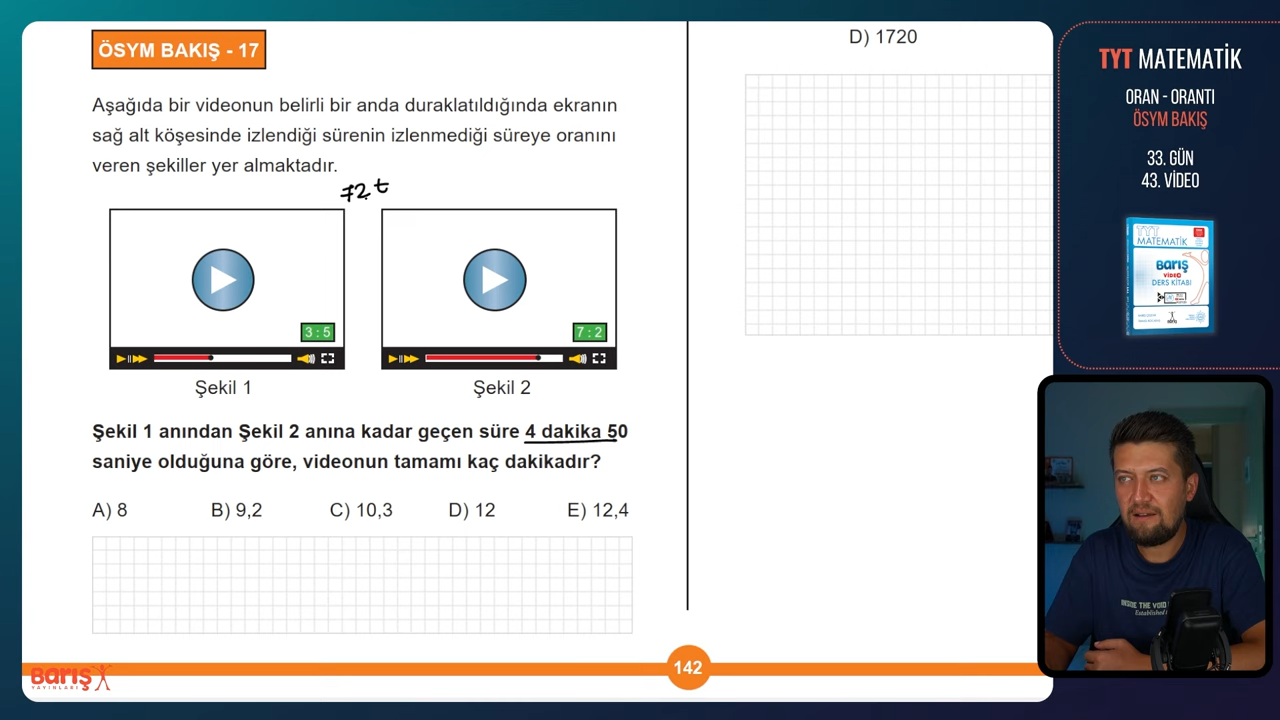 ÖSYM BAKIŞ - 17
Aşağıda bir videonun belirli bir anda duraklatıldığında ekranın
sağ alt köşesinde izlendiği sürenin izlenmediği süreye oranını
veren şekiller yer almaktadır.
72t
3 : 5
7 : 2
Şekil 1
Şekil 2
Şekil 1 anından Şekil 2 anına kadar geçen süre 4 dakika 50
saniye olduğuna göre, videonun tamamı kaç dakikadır?
A) 8 B) 9,2 C) 10,3 D) 12 E) 12,4
D) 1720
142
Barış
YAYINLARI
TYT MATEMATİK
ORAN - ORANTI
ÖSYM BAKIŞ
33. GÜN
43. VİDEO
TYT
MATEMATİK
Barış
VİDEO
DERS KİTABI
INSIDE THE VOID
Established